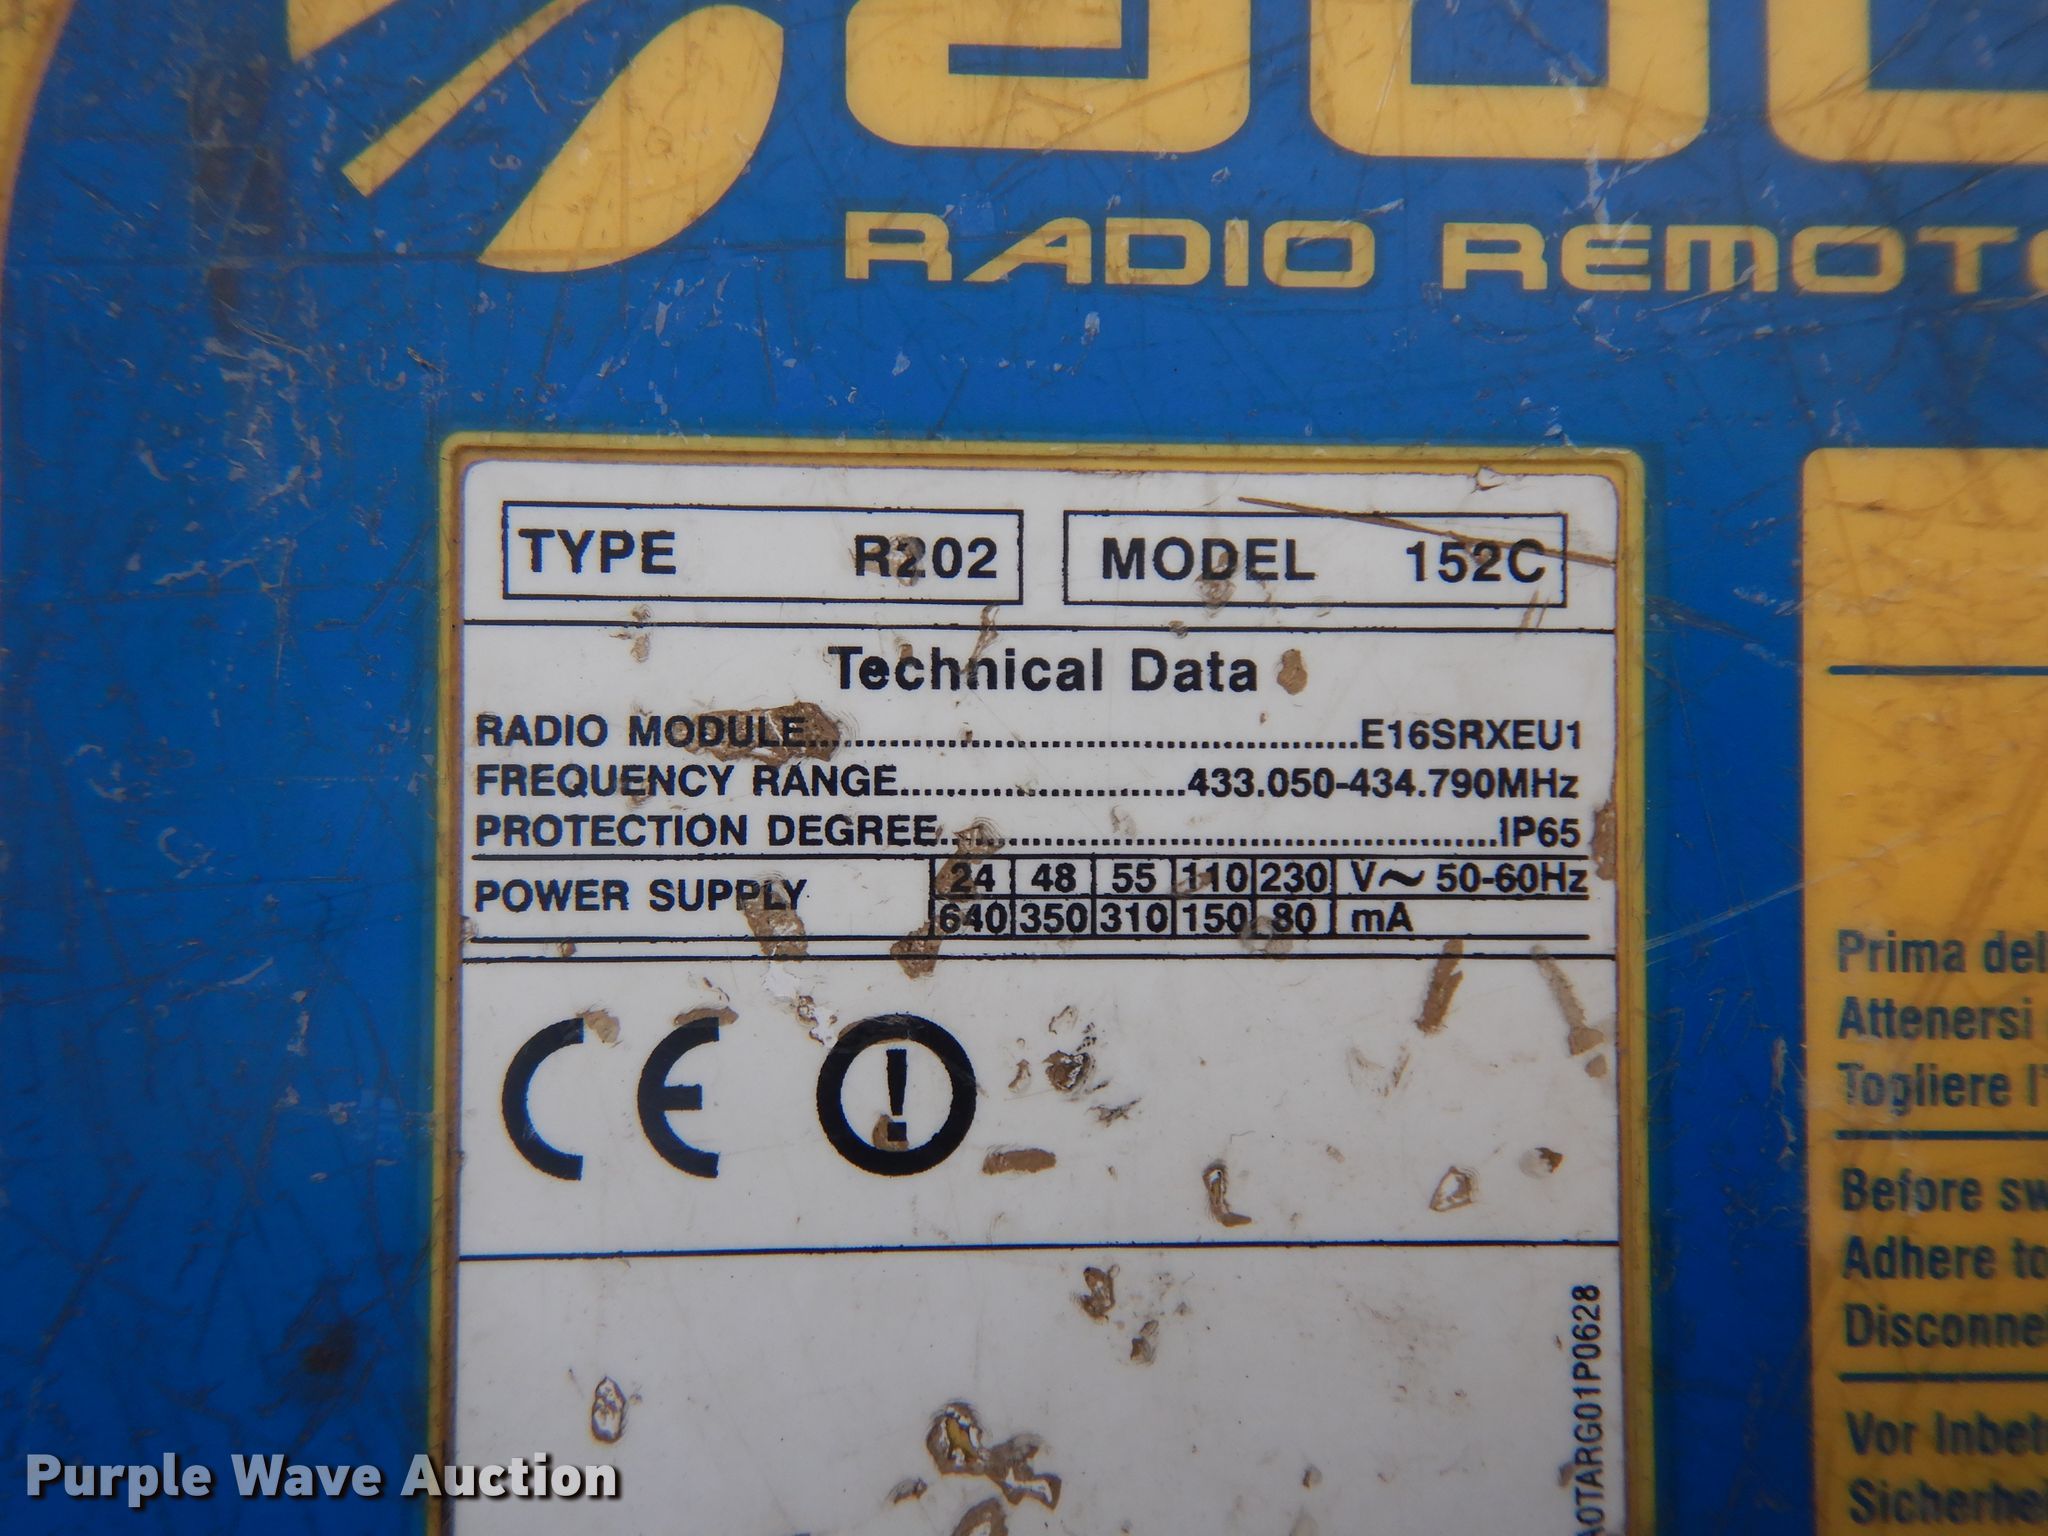 RADIO REMOTE
TYPE R202 MODEL 152C
Technical Data
RADIO MODULE................................................E16SRXEU1
FREQUENCY RANGE.........................433.050-434.790MHz
PROTECTION DEGREE.................................................IP65
POWER SUPPLY
24 48 55 110 230 V~ 50-60Hz
640 350 310 150 80 mA
CE
!
A0TARG01P0628
Prima del
Attenersi
Togliere l'
Before sw
Adhere to
Disconne
Vor Inbet
Sicherhei
Purple Wave Auction